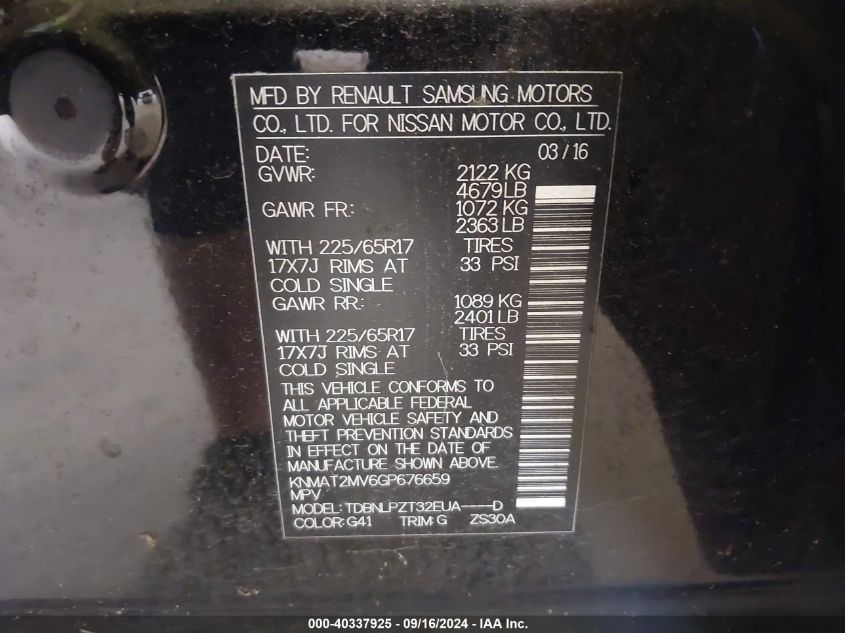 MFD BY RENAULT SAMSUNG MOTORS
CO., LTD. FOR NISSAN MOTOR CO., LTD.
DATE: 03/16
GVWR: 2122 KG
4679 LB
GAWR FR: 1072 KG
2363 LB
WITH 225/65R17 TIRES
17X7J RIMS AT 33 PSI
COLD SINGLE
GAWR RR: 1089 KG
2401 LB
WITH 225/65R17 TIRES
17X7J RIMS AT 33 PSI
COLD SINGLE
THIS VEHICLE CONFORMS TO
ALL APPLICABLE FEDERAL
MOTOR VEHICLE SAFETY AND
THEFT PREVENTION STANDARDS
IN EFFECT ON THE DATE OF
MANUFACTURE SHOWN ABOVE.
KNMAT2MV6GP676659
MPV
MODEL: TDBNLPZT32EUA----D
COLOR: G41 TRIM: G ZS30A
000-40337925 - 09/16/2024 - IAA Inc.